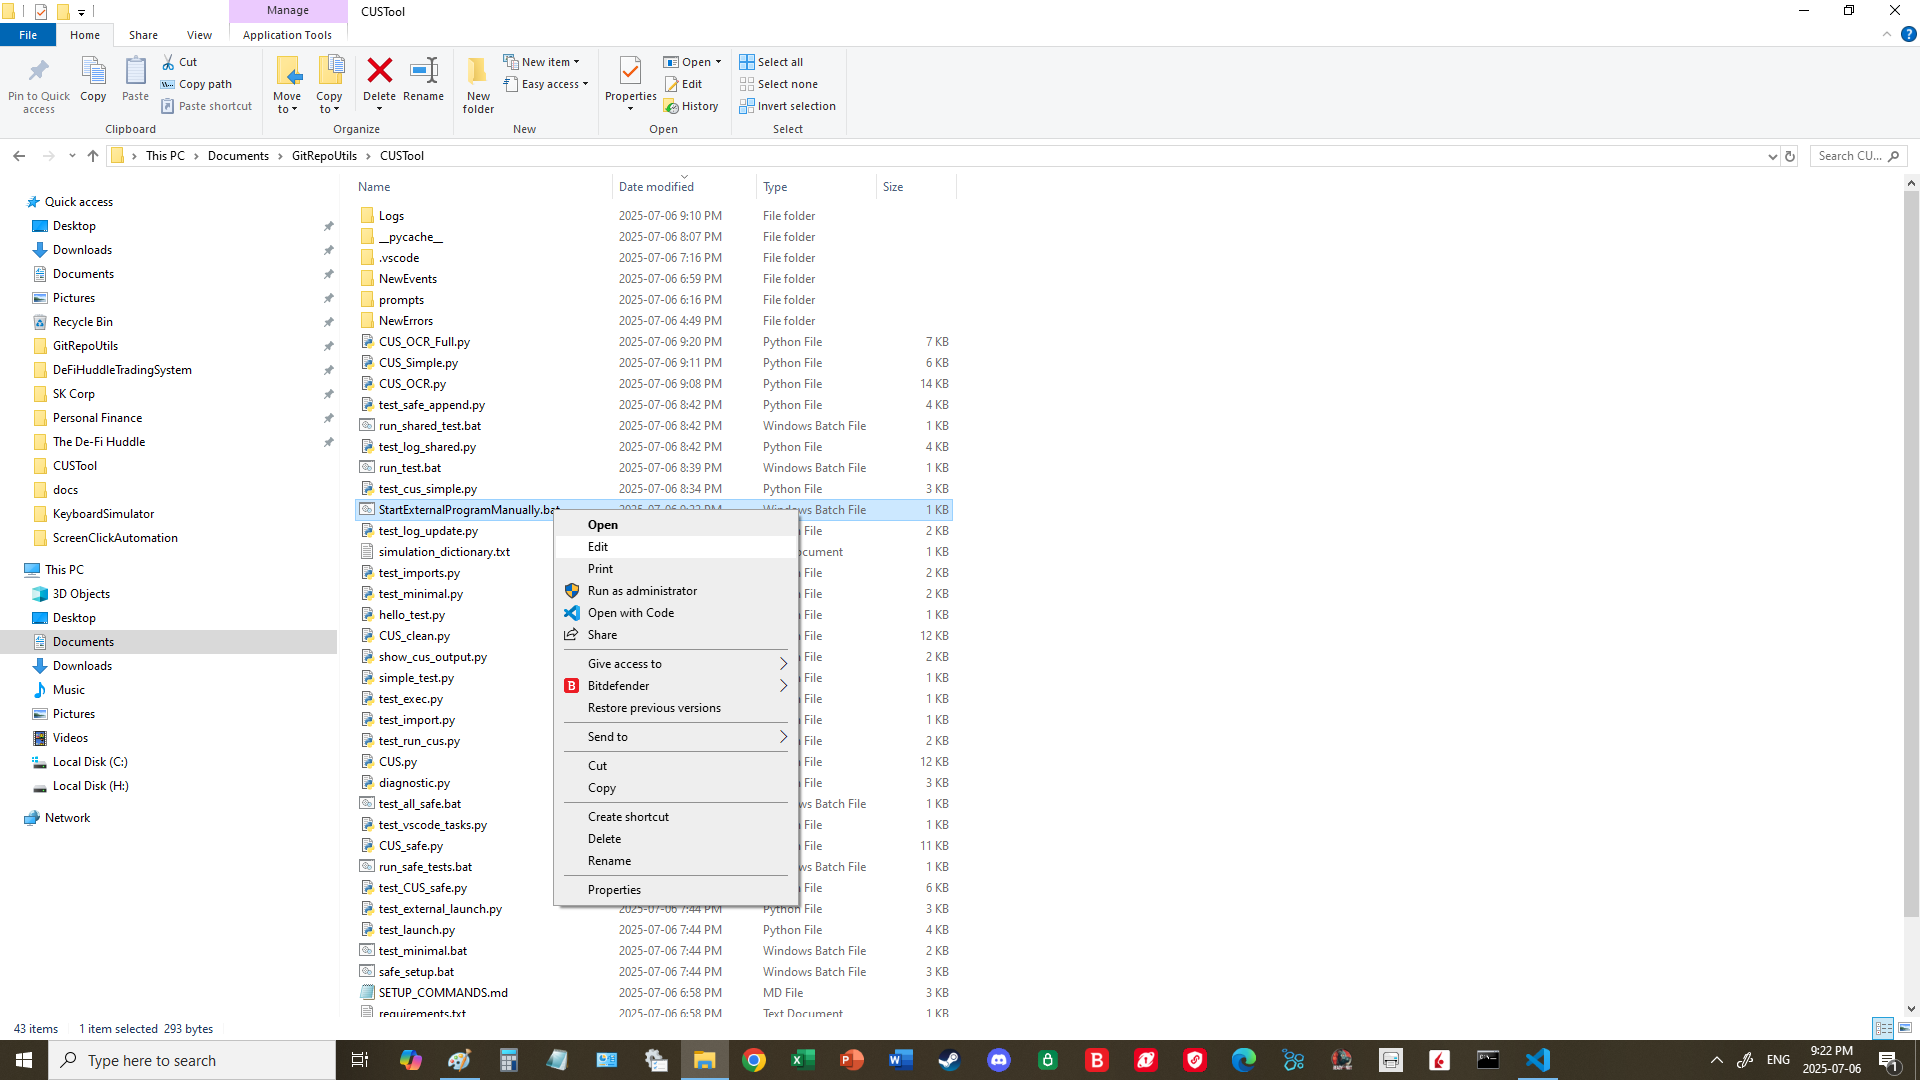 Manage
CUSTool
File
Home
Share
View
Application Tools
Pin to Quick access
Copy
Paste
Cut
Copy path
Paste shortcut
Clipboard
Move to
Copy to
Delete
Rename
Organize
New folder
New item
Easy access
New
Properties
Open
Edit
History
Open
Select all
Select none
Invert selection
Select
This PC
Documents
GitRepoUtils
CUSTool
Search CU...
Name
Date modified
Type
Size
Quick access
Desktop
Downloads
Documents
Pictures
Recycle Bin
GitRepoUtils
DeFiHuddleTradingSystem
SK Corp
Personal Finance
The De-Fi Huddle
CUSTool
docs
KeyboardSimulator
ScreenClickAutomation
This PC
3D Objects
Desktop
Documents
Downloads
Music
Pictures
Videos
Local Disk (C:)
Local Disk (H:)
Network
Logs 2025-07-06 9:10 PM File folder
__pycache__ 2025-07-06 8:07 PM File folder
.vscode 2025-07-06 7:16 PM File folder
NewEvents 2025-07-06 6:59 PM File folder
prompts 2025-07-06 6:16 PM File folder
NewErrors 2025-07-06 4:49 PM File folder
CUS_OCR_Full.py 2025-07-06 9:20 PM Python File 7 KB
CUS_Simple.py 2025-07-06 9:11 PM Python File 6 KB
CUS_OCR.py 2025-07-06 9:08 PM Python File 14 KB
test_safe_append.py 2025-07-06 8:42 PM Python File 4 KB
run_shared_test.bat 2025-07-06 8:42 PM Windows Batch File 1 KB
test_log_shared.py 2025-07-06 8:42 PM Python File 4 KB
run_test.bat 2025-07-06 8:39 PM Windows Batch File 1 KB
test_cus_simple.py 2025-07-06 8:34 PM Python File 3 KB
StartExternalProgramManually.bat Windows Batch File 1 KB
test_log_update.py File 2 KB
simulation_dictionary.txt ocument 1 KB
test_imports.py File 2 KB
test_minimal.py File 2 KB
hello_test.py File 1 KB
CUS_clean.py File 12 KB
show_cus_output.py File 2 KB
simple_test.py File 1 KB
test_exec.py File 1 KB
test_import.py File 1 KB
test_run_cus.py File 2 KB
CUS.py File 12 KB
diagnostic.py File 3 KB
test_all_safe.bat ws Batch File 1 KB
test_vscode_tasks.py File 1 KB
CUS_safe.py File 11 KB
run_safe_tests.bat ws Batch File 1 KB
test_CUS_safe.py File 6 KB
test_external_launch.py 2025-07-06 7:44 PM Python File 3 KB
test_launch.py 2025-07-06 7:44 PM Python File 4 KB
test_minimal.bat 2025-07-06 7:44 PM Windows Batch File 2 KB
safe_setup.bat 2025-07-06 7:44 PM Windows Batch File 3 KB
SETUP_COMMANDS.md 2025-07-06 6:58 PM MD File 3 KB
requirements.txt 2025-07-06 6:58 PM Text Document 1 KB
Open
Edit
Print
Run as administrator
Open with Code
Share
Give access to
B Bitdefender
Restore previous versions
Send to
Cut
Copy
Create shortcut
Delete
Rename
Properties
43 items
1 item selected 293 bytes
Type here to search
B
ENG
9:22 PM
2025-07-06
1